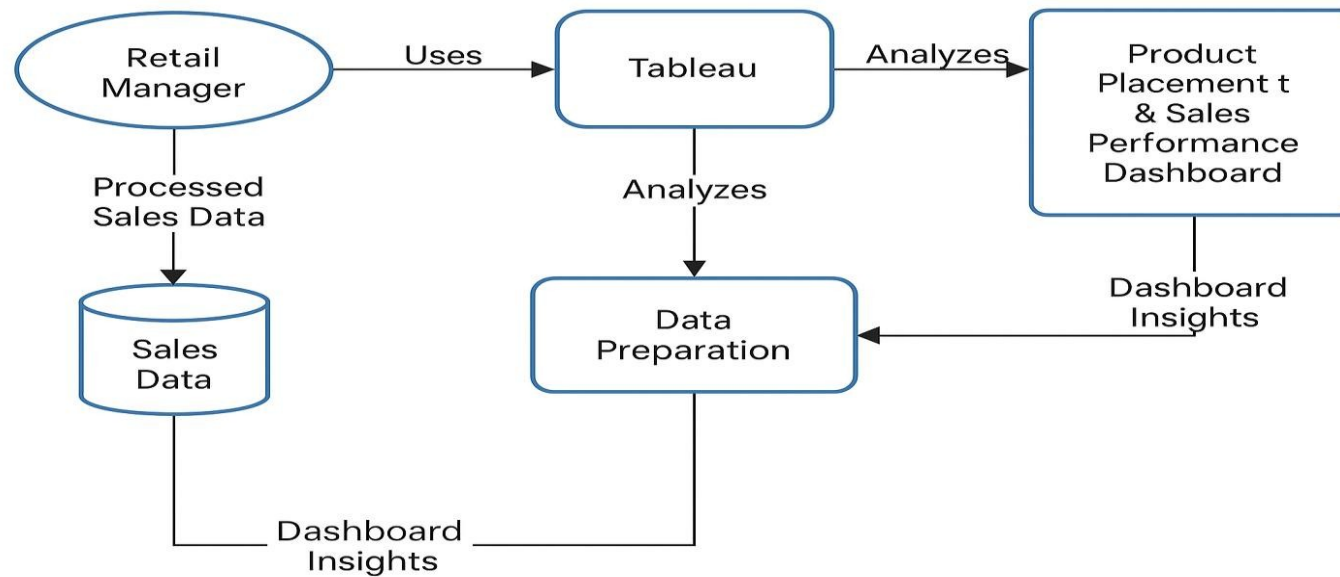 Retail
Manager
Uses
Tableau
Analyzes
Product
Placement t
& Sales
Performance
Dashboard
Processed
Sales Data
Analyzes
Dashboard
Insights
Sales
Data
Data
Preparation
Dashboard
Insights